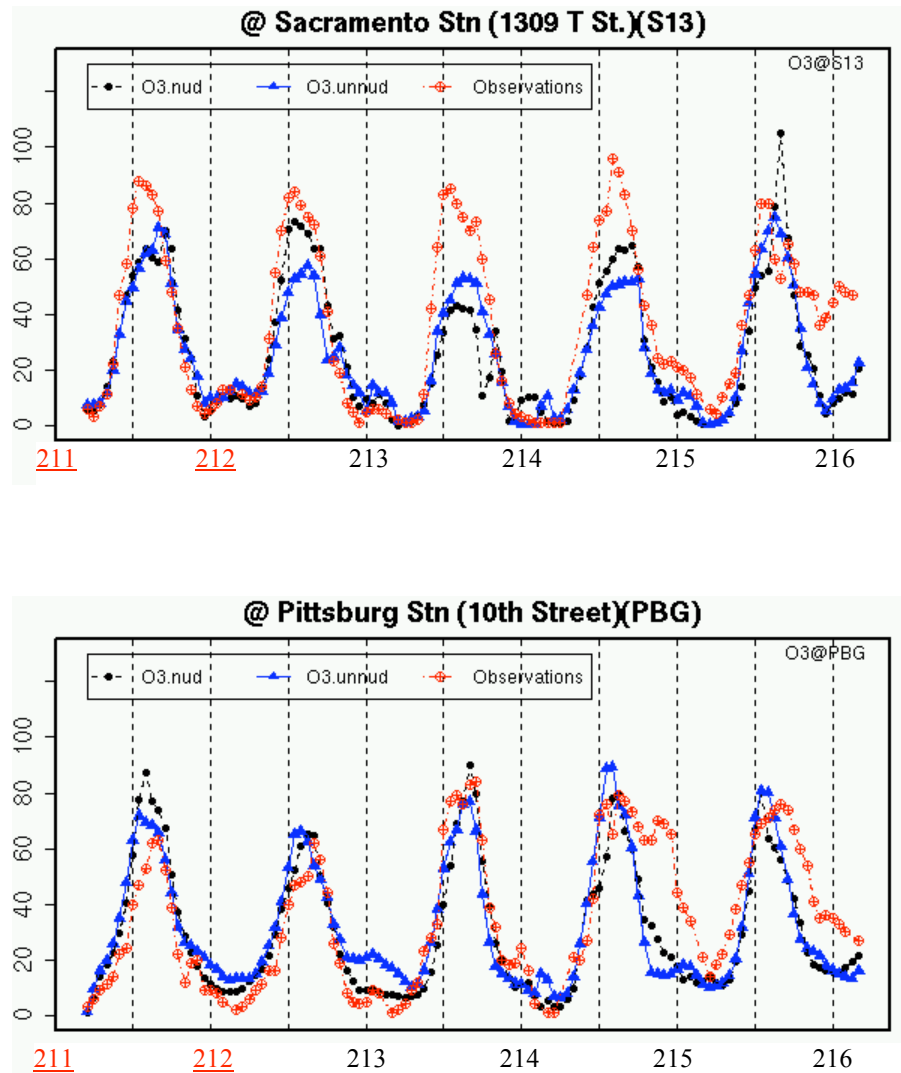 @ Sacramento Stn (1309 T St.)(S13)
O3@S13
O3.nud O3.unnud Observations
100
80
60
40
20
0
211 212 213 214 215 216
@ Pittsburg Stn (10th Street)(PBG)
O3@PBG
O3.nud O3.unnud Observations
100
80
60
40
20
0
211 212 213 214 215 216